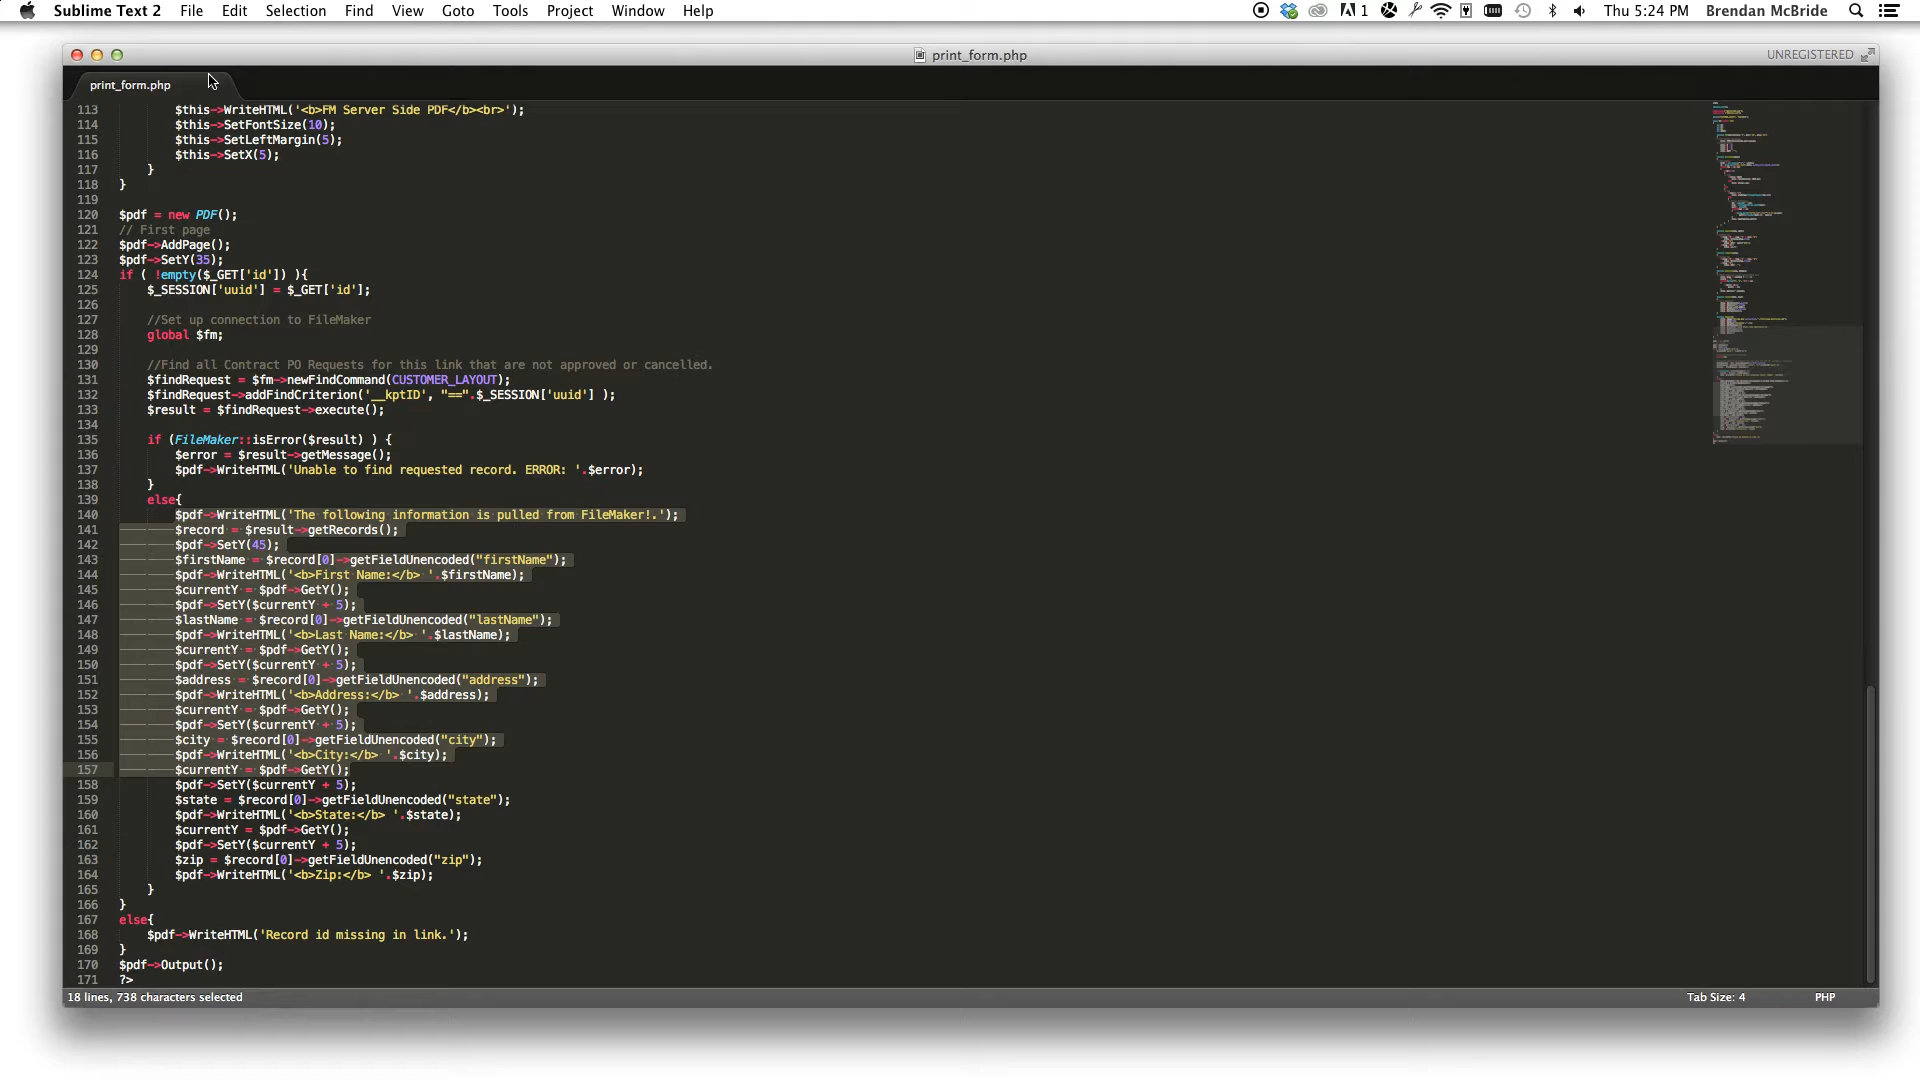 Sublime Text 2 File Edit Selection Find View Goto Tools Project Window Help 1 Thu 5:24 PM Brendan McBride
print_form.php UNREGISTERED
print_form.php
113 $this->WriteHTML('<b>FM Server Side PDF</b><br>');
114 $this->SetFontSize(10);
115 $this->SetLeftMargin(5);
116 $this->SetX(5);
117 }
118 }
119
120 $pdf = new PDF();
121 // First page
122 $pdf->AddPage();
123 $pdf->SetY(35);
124 if ( !empty($_GET['id']) ){
125 $_SESSION['uuid'] = $_GET['id'];
126
127 //Set up connection to FileMaker
128 global $fm;
129
130 //Find all Contract PO Requests for this link that are not approved or cancelled.
131 $findRequest = $fm->newFindCommand(CUSTOMER_LAYOUT);
132 $findRequest->addFindCriterion('__kptID', "==".$_SESSION['uuid'] );
133 $result = $findRequest->execute();
134
135 if (FileMaker::isError($result) ) {
136 $error = $result->getMessage();
137 $pdf->WriteHTML('Unable to find requested record. ERROR: '.$error);
138 }
139 else{
140 $pdf->WriteHTML('The following information is pulled from FileMaker!.');
141 $record = $result->getRecords();
142 $pdf->SetY(45);
143 $firstName = $record[0]->getFieldUnencoded("firstName");
144 $pdf->WriteHTML('<b>First Name:</b> '.$firstName);
145 $currentY = $pdf->GetY();
146 $pdf->SetY($currentY + 5);
147 $lastName = $record[0]->getFieldUnencoded("lastName");
148 $pdf->WriteHTML('<b>Last Name:</b> '.$lastName);
149 $currentY = $pdf->GetY();
150 $pdf->SetY($currentY + 5);
151 $address = $record[0]->getFieldUnencoded("address");
152 $pdf->WriteHTML('<b>Address:</b> '.$address);
153 $currentY = $pdf->GetY();
154 $pdf->SetY($currentY + 5);
155 $city = $record[0]->getFieldUnencoded("city");
156 $pdf->WriteHTML('<b>City:</b> '.$city);
157 $currentY = $pdf->GetY();
158 $pdf->SetY($currentY + 5);
159 $state = $record[0]->getFieldUnencoded("state");
160 $pdf->WriteHTML('<b>State:</b> '.$state);
161 $currentY = $pdf->GetY();
162 $pdf->SetY($currentY + 5);
163 $zip = $record[0]->getFieldUnencoded("zip");
164 $pdf->WriteHTML('<b>Zip:</b> '.$zip);
165 }
166 }
167 else{
168 $pdf->WriteHTML('Record id missing in link.');
169 }
170 $pdf->Output();
171 ?>
18 lines, 738 characters selected Tab Size: 4 PHP